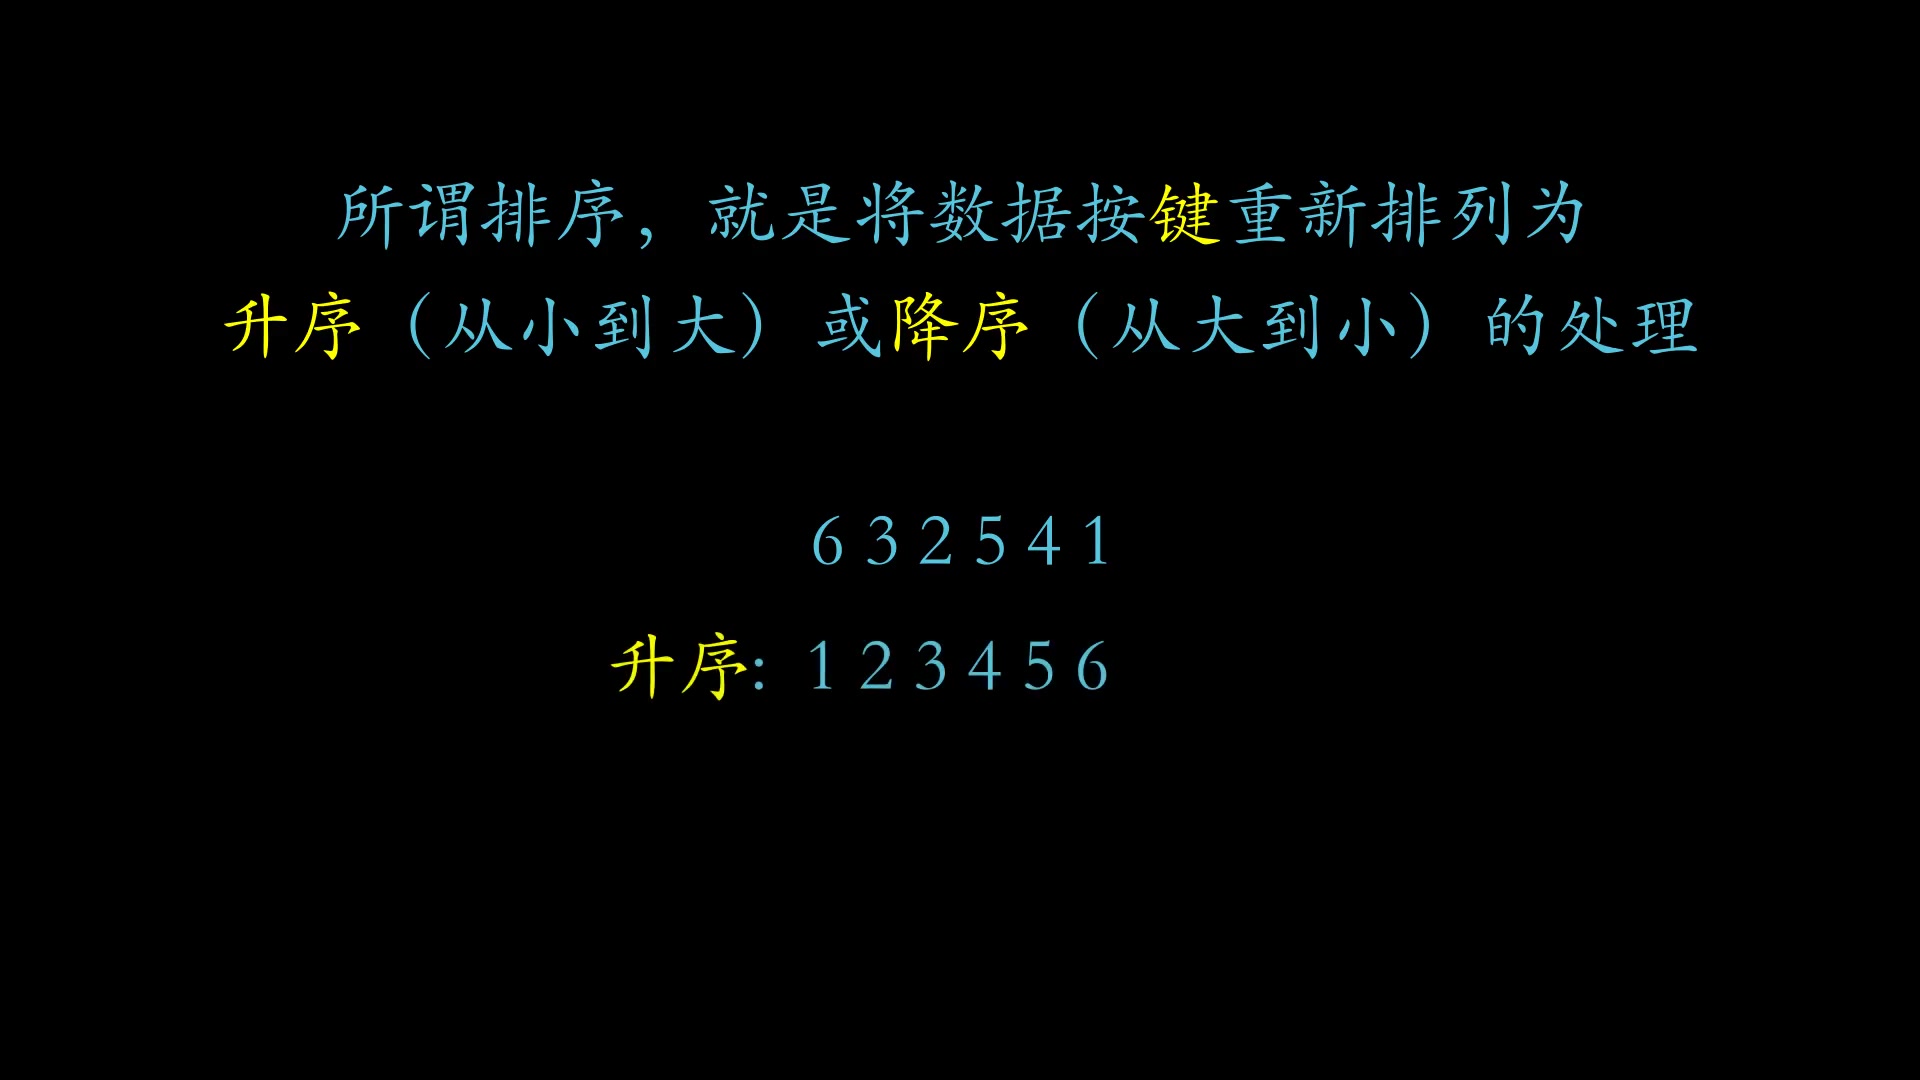 所谓排序，就是将数据按键重新排列为
升序（从小到大）或降序（从大到小）的处理
6 3 2 5 4 1
升序: 1 2 3 4 5 6